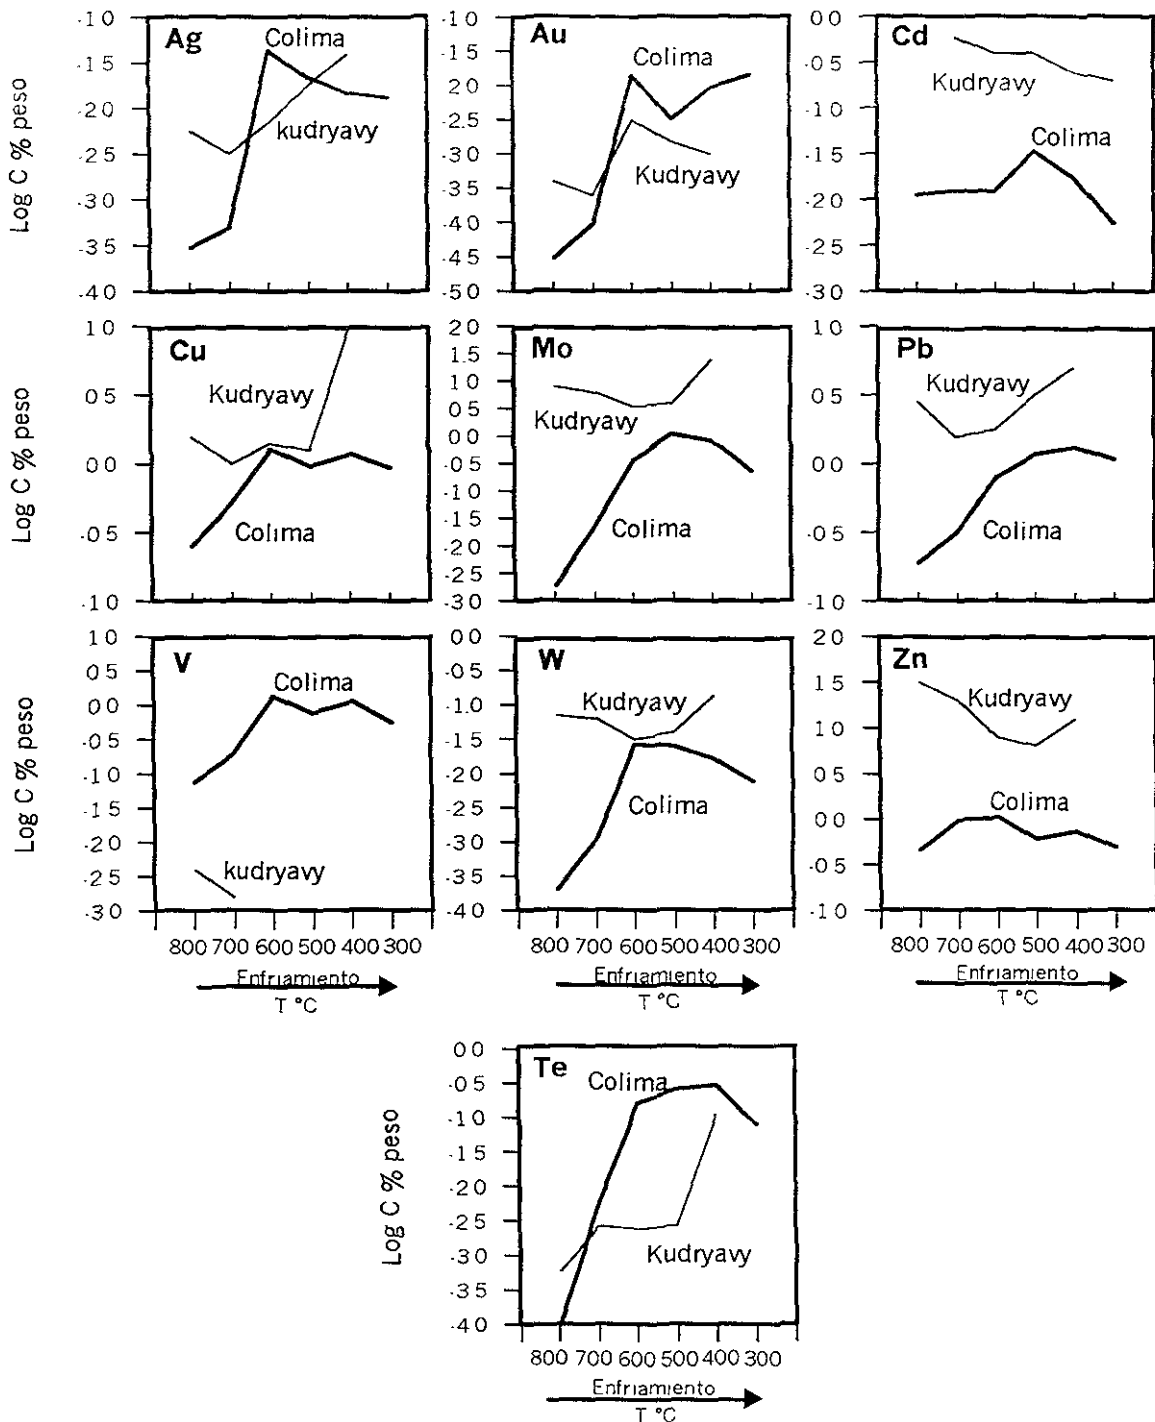 Log C % peso
Ag
-1 0
-1 5
-2 0
-2 5
-3 0
-3 5
-4 0
Colima
kudryavy
Au
-1 0
-1 5
-2 0
-2 5
-3 0
-3 5
-4 0
-4 5
-5 0
Colima
Kudryavy
Cd
0 0
-0 5
-1 0
-1 5
-2 0
-2 5
-3 0
Kudryavy
Colima
Log C % peso
Cu
1 0
0 5
0 0
-0 5
-1 0
Kudryavy
Colima
Mo
2 0
1 5
1 0
0 5
0 0
-0 5
-1 0
-1 5
-2 0
-2 5
-3 0
Kudryavy
Colima
Pb
1 0
0 5
0 0
-0 5
-1 0
Kudryavy
Colima
Log C % peso
V
1 0
0 5
0 0
-0 5
-1 0
-1 5
-2 0
-2 5
-3 0
Colima
kudryavy
800 700 600 500 400 300
Enfriamiento
T °C
W
0 0
-0 5
-1 0
-1 5
-2 0
-2 5
-3 0
-3 5
-4 0
Kudryavy
Colima
800 700 600 500 400 300
Enfriamiento
T °C
Zn
2 0
1 5
1 0
0 5
0 0
-0 5
-1 0
Kudryavy
Colima
800 700 600 500 400 300
Enfriamiento
T °C
Log C % peso
Te
0 0
-0 5
-1 0
-1 5
-2 0
-2 5
-3 0
-3 5
-4 0
Colima
Kudryavy
800 700 600 500 400 300
Enfriamiento
T °C